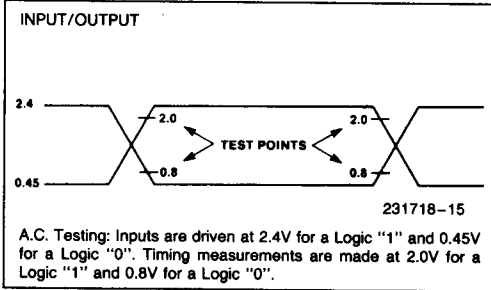 INPUT/OUTPUT
2.4
2.0
2.0
TEST POINTS
0.8
0.8
0.45
231718–15
A.C. Testing: Inputs are driven at 2.4V for a Logic "1" and 0.45V
for a Logic "0". Timing measurements are made at 2.0V for a
Logic "1" and 0.8V for a Logic "0".